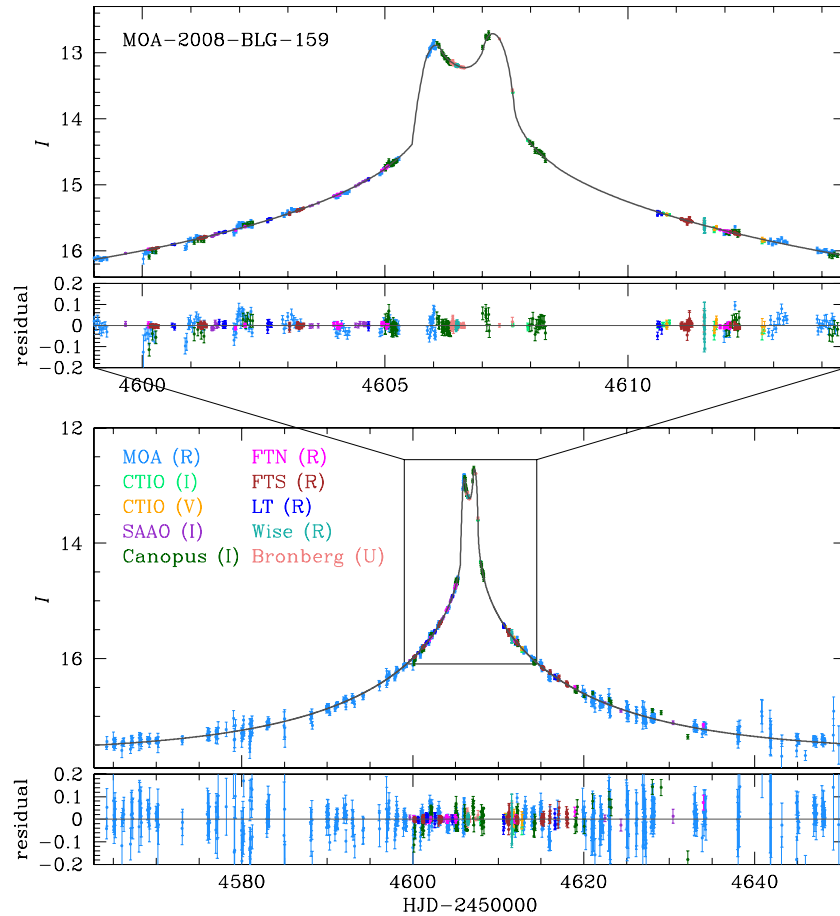 MOA-2008-BLG-159
13
14
15
16
I
0.2
0.1
0
-0.1
-0.2
residual
4600 4605 4610
12
14
16
I
MOA (R) FTN (R)
CTIO (I) FTS (R)
CTIO (V) LT (R)
SAAO (I) Wise (R)
Canopus (I) Bronberg (U)
0.2
0.1
0
-0.1
-0.2
residual
4580 4600 4620 4640
HJD-2450000